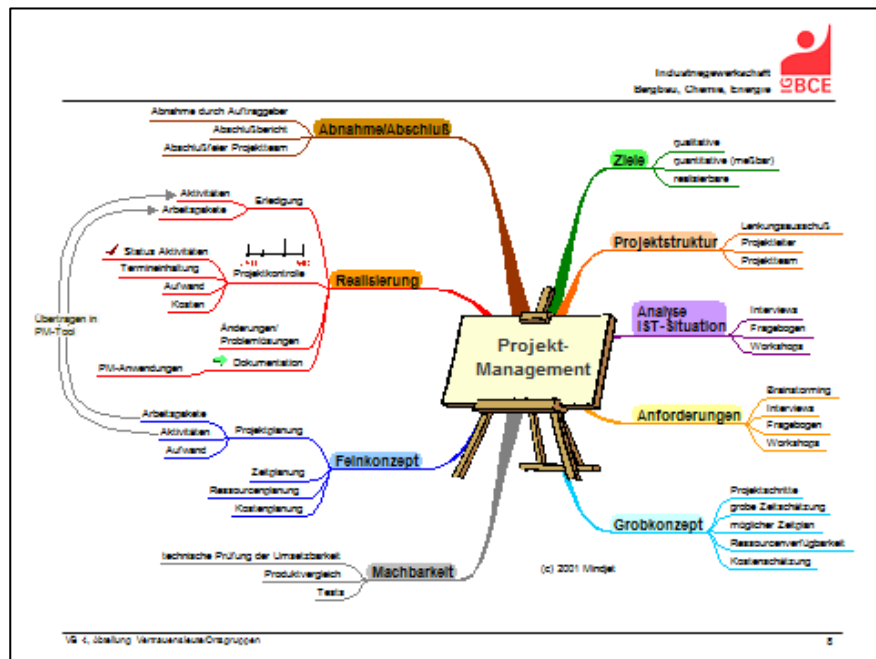 Industriegewerkschaft
Bergbau, Chemie, Energie
IG BCE
Projekt-
Management
Ziele
qualitative
quantitative (meßbar)
realisierbare
Projektstruktur
Lenkungsausschuß
Projektleiter
Projektteam
Analyse
IST-Situation
Interviews
Fragebogen
Workshops
Anforderungen
Brainstorming
Interviews
Fragebogen
Workshops
Grobkonzept
Projektschritte
grobe Zeitschätzung
möglicher Zeitplan
Ressourcenverfügbarkeit
Kostenschätzung
Machbarkeit
technische Prüfung der Umsetzbarkeit
Produktvergleich
Tests
Feinkonzept
Projektplanung
Arbeitspakete
Aktivitäten
Aufwand
Zeitplanung
Ressourcenplanung
Kostenplanung
Realisierung
Erledigung
Aktivitäten
Arbeitspakete
Projektkontrolle
Status Aktivitäten
Termineinhaltung
Aufwand
Kosten
Änderungen/
Problemlösungen
Dokumentation
PM-Anwendungen
Übertragen in
PM-Tool
Abnahme/Abschluß
Abnahme durch Auftraggeber
Abschlußbericht
Abschlußfeier Projektteam
(c) 2001 Mindjet
VB 4, Abteilung Vertrauensleute/Ortsgruppen